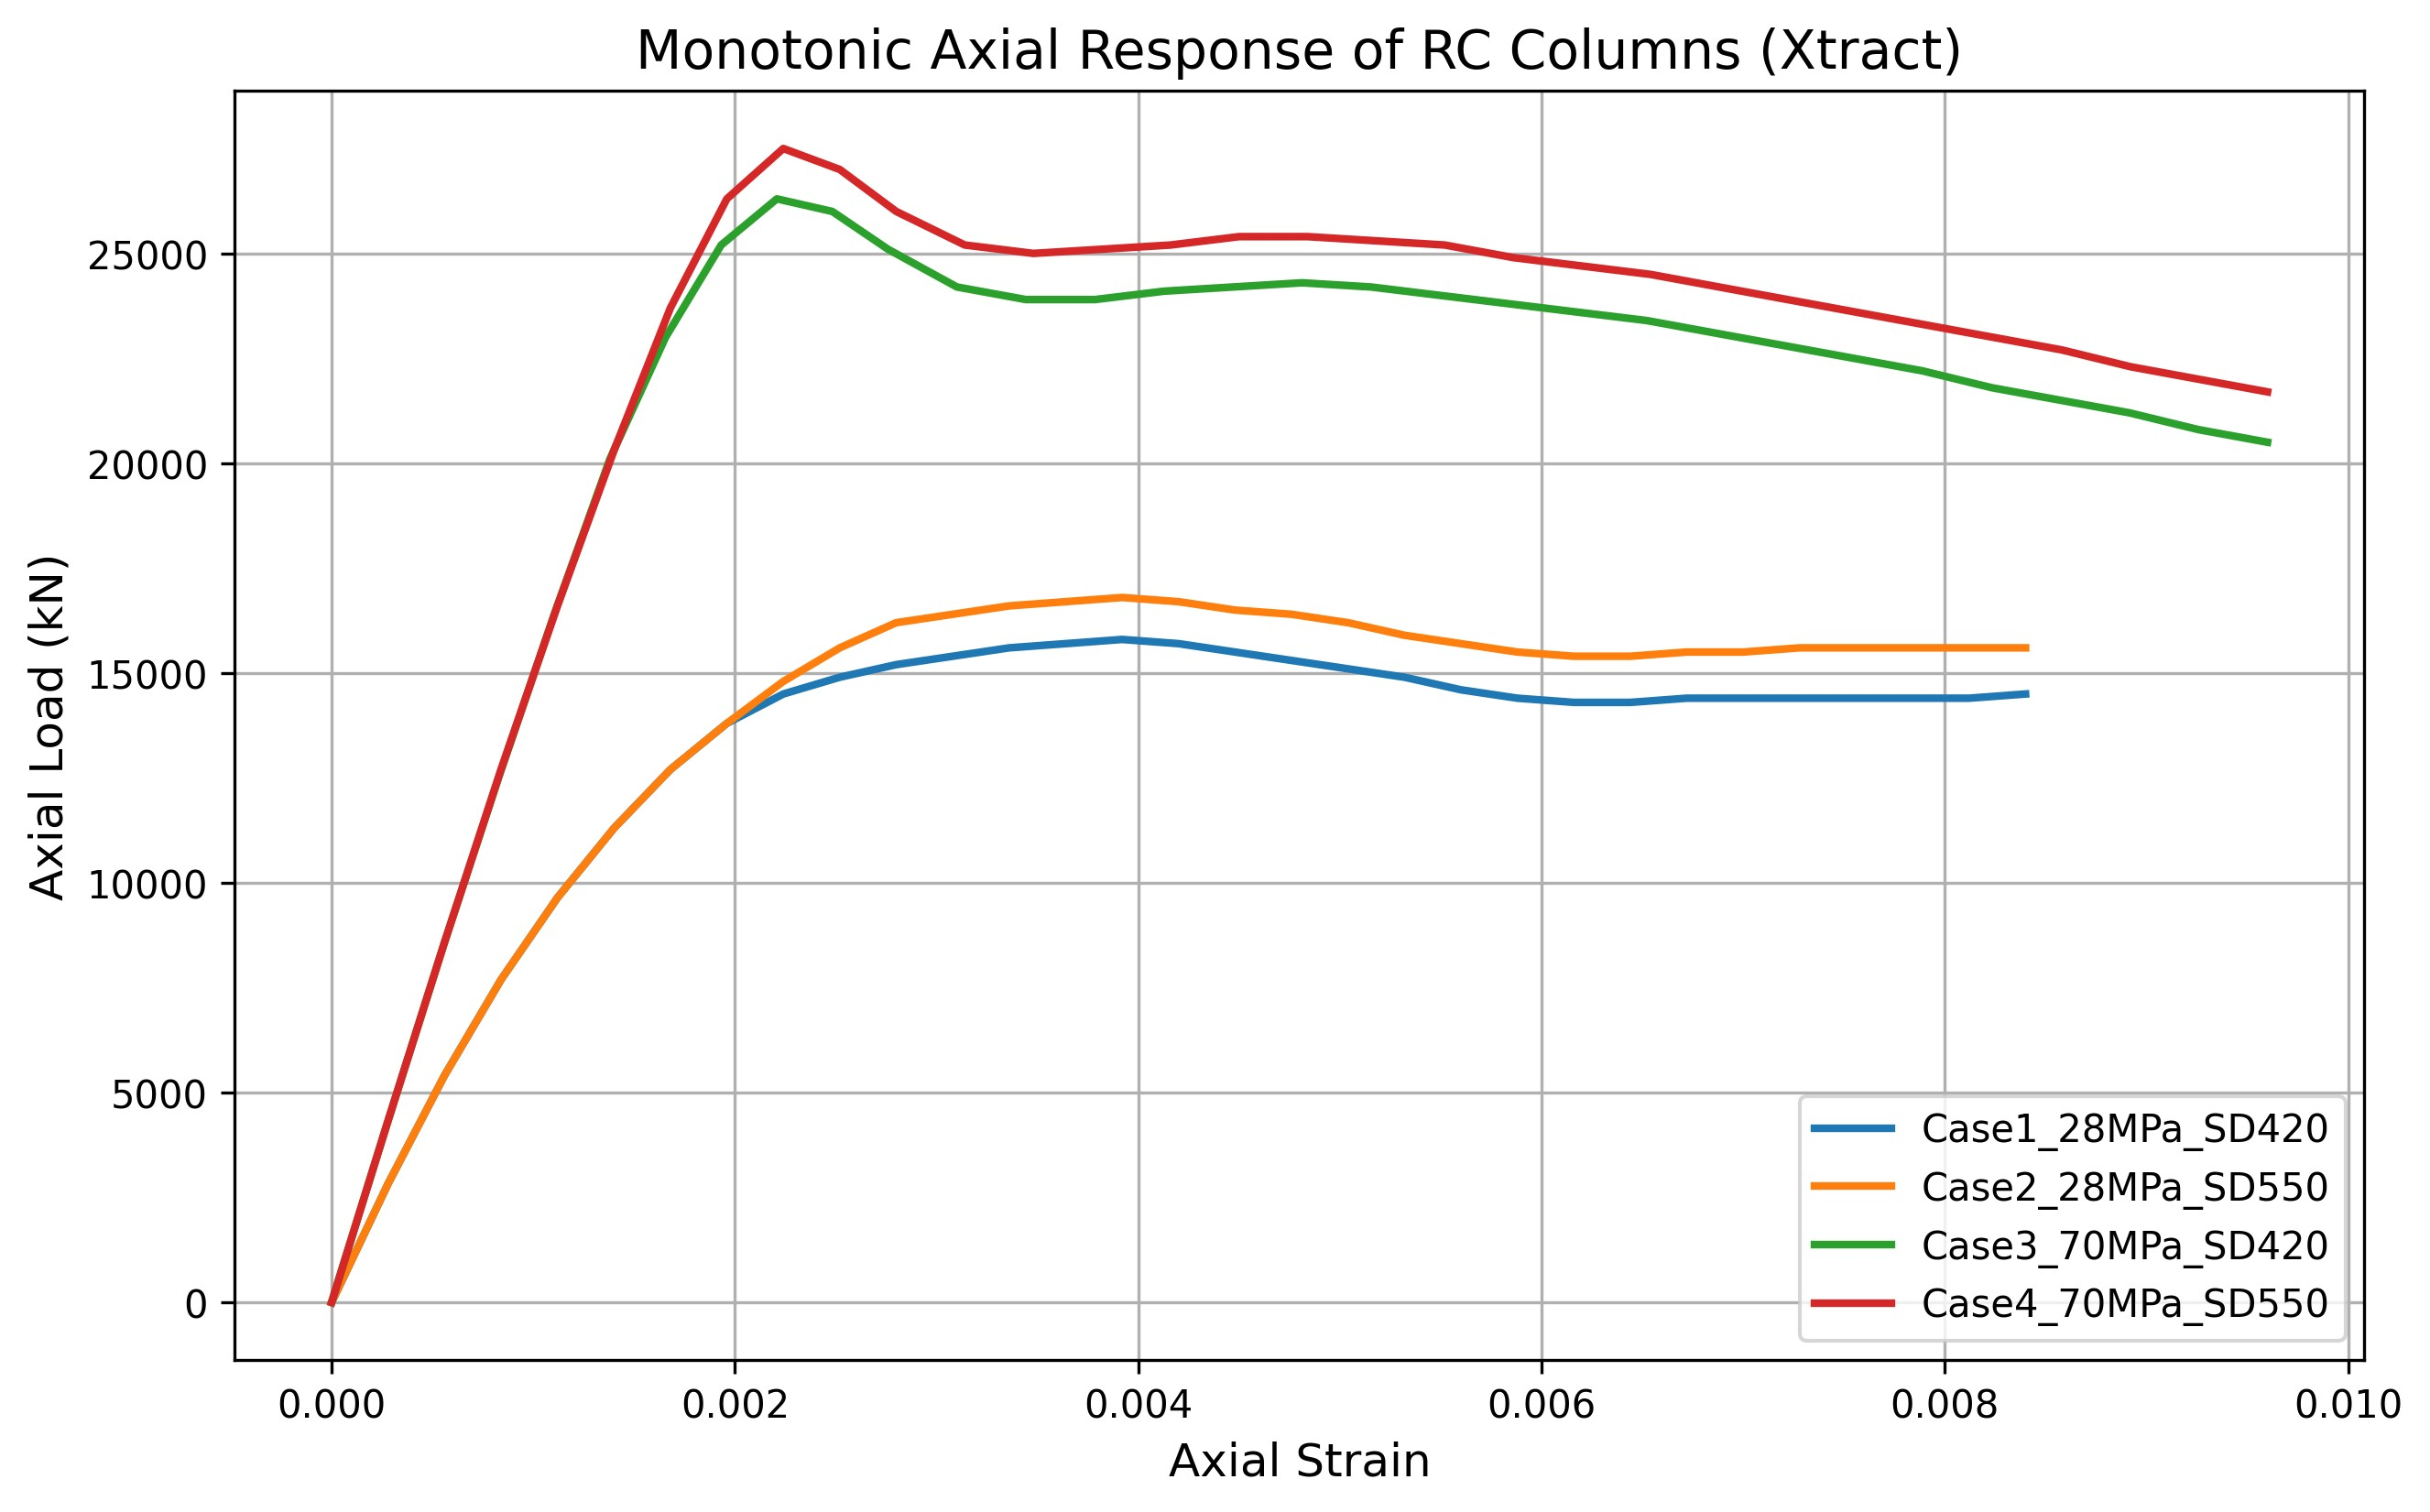 Monotonic Axial Response of RC Columns (Xtract)
Axial Load (kN)
25000
20000
15000
10000
5000
0
0.000 0.002 0.004 0.006 0.008 0.010
Axial Strain
Case1_28MPa_SD420
Case2_28MPa_SD550
Case3_70MPa_SD420
Case4_70MPa_SD550